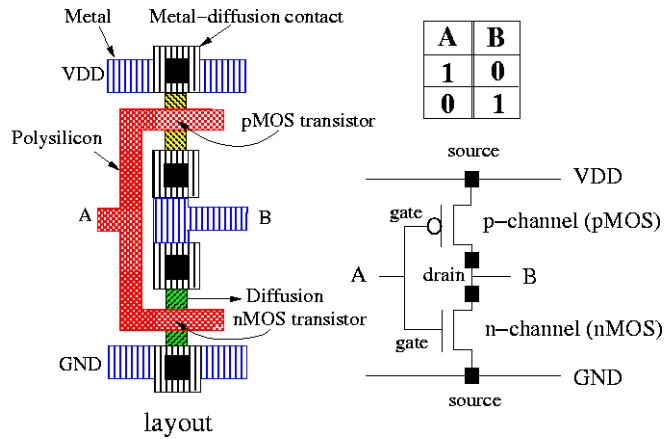 Metal
Metal-diffusion contact
VDD
pMOS transistor
Polysilicon
A
B
Diffusion
nMOS transistor
GND
layout
A B
1 0
0 1
source
VDD
gate
p-channel (pMOS)
A
drain
B
n-channel (nMOS)
gate
GND
source